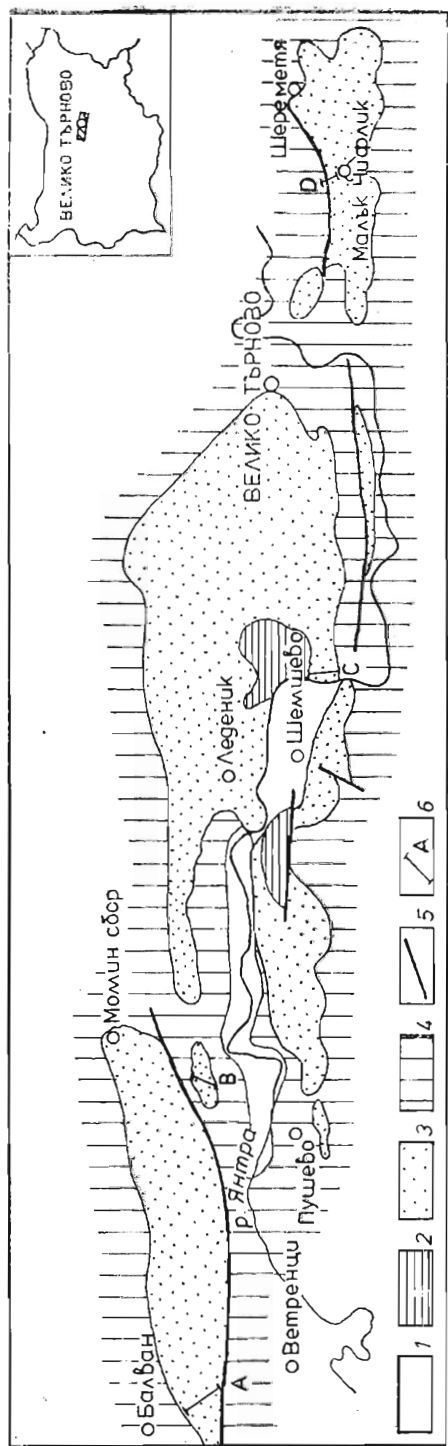 ВЕЛИКО ТЪРНОВО
Балван
Момин сбор
Леденик
ВЕЛИКО ТЪРНОВО
Шереметя
Малък Чифлик
D
A
B
р. Янтра
Ветренци
Пушево
Шемшево
C
1
2
3
4
5
A
6